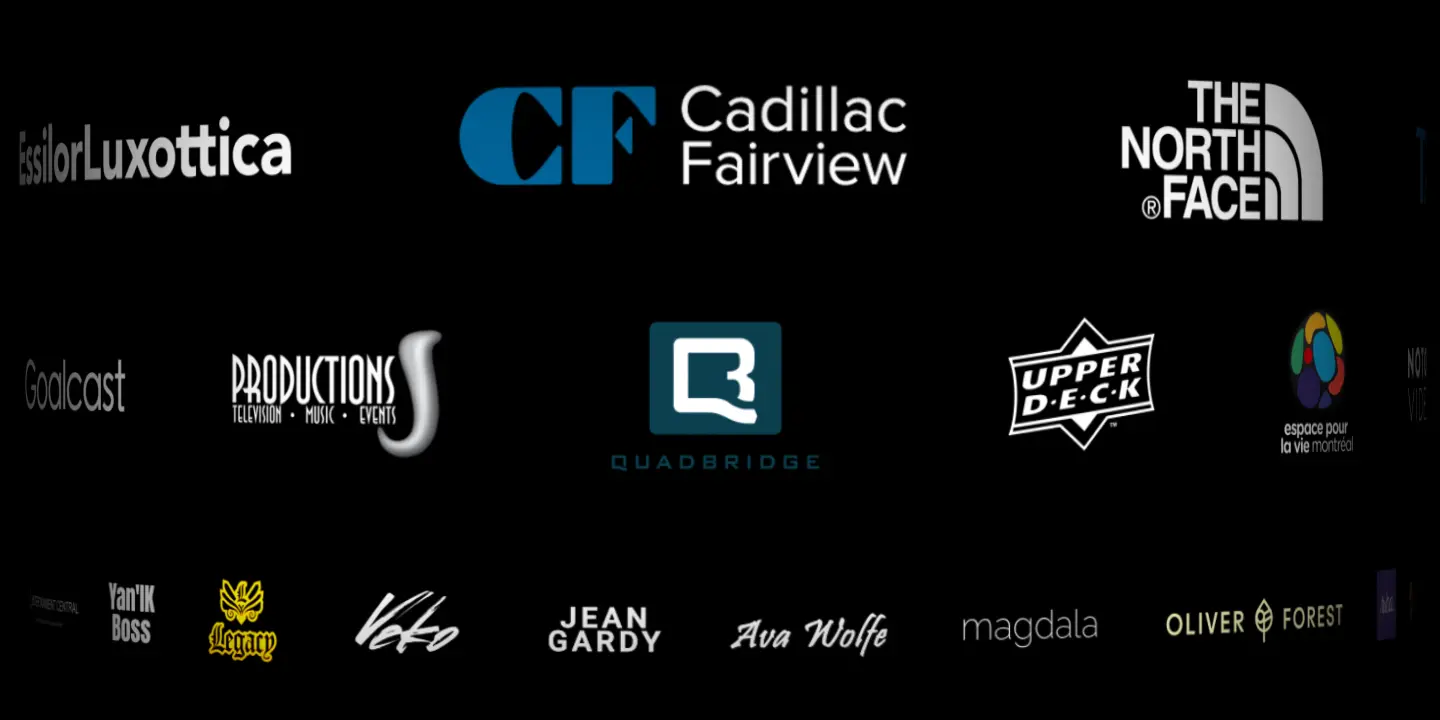 EssilorLuxottica
CF
Cadillac
Fairview
THE
NORTH
FACE
®
Goalcast
PRODUCTIONS J
TELEVISION • MUSIC • EVENTS
QUADBRIDGE
UPPER
D·E·C·K
™
espace pour
la vie montréal
Yan'IK
Boss
Legacy
Veko
JEAN
GARDY
Ava Wolfe
magdala
OLIVER FOREST